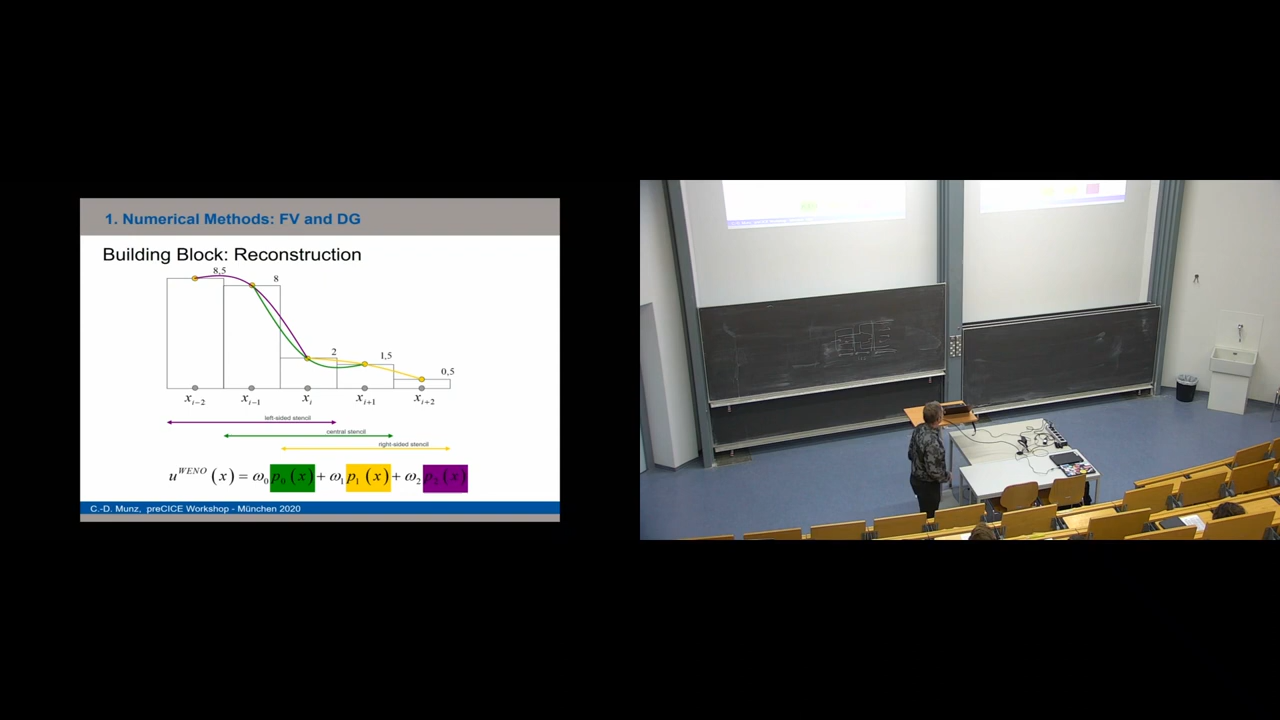 1. Numerical Methods: FV and DG
Building Block: Reconstruction
8,5
8
2
1,5
0,5
x_{i-2} x_{i-1} x_i x_{i+1} x_{i+2}
left-sided stencil
central stencil
right-sided stencil
u^{WENO}(x) = ω_0 p_0(x) + ω_1 p_1(x) + ω_2 p_2(x)
C.-D. Munz, preCICE Workshop - München 2020